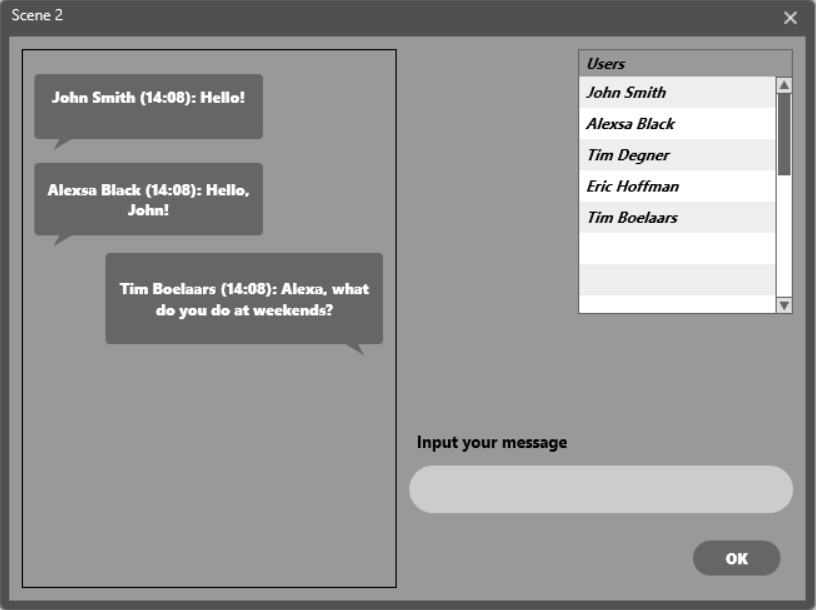 Scene 2
John Smith (14:08): Hello!
Alexsa Black (14:08): Hello,
John!
Tim Boelaars (14:08): Alexa, what
do you do at weekends?
Users
John Smith
Alexsa Black
Tim Degner
Eric Hoffman
Tim Boelaars
Input your message
OK